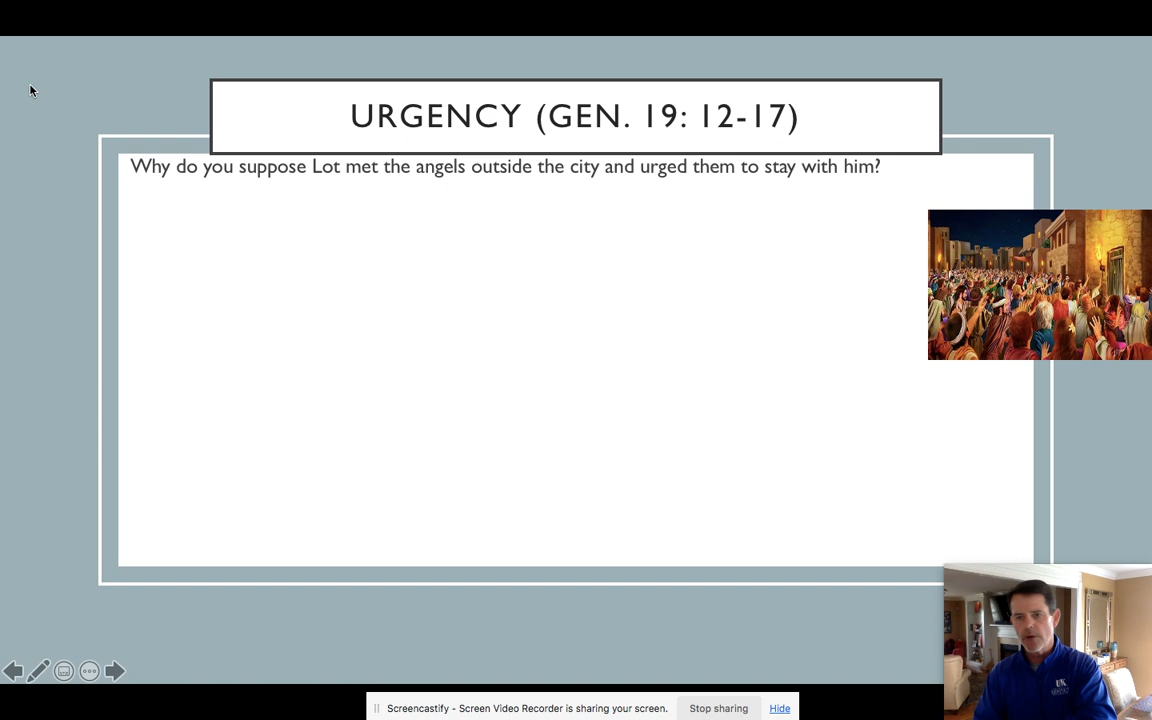 URGENCY (GEN. 19: 12-17)
Why do you suppose Lot met the angels outside the city and urged them to stay with him?
UK
Screencastify - Screen Video Recorder is sharing your screen. Stop sharing Hide